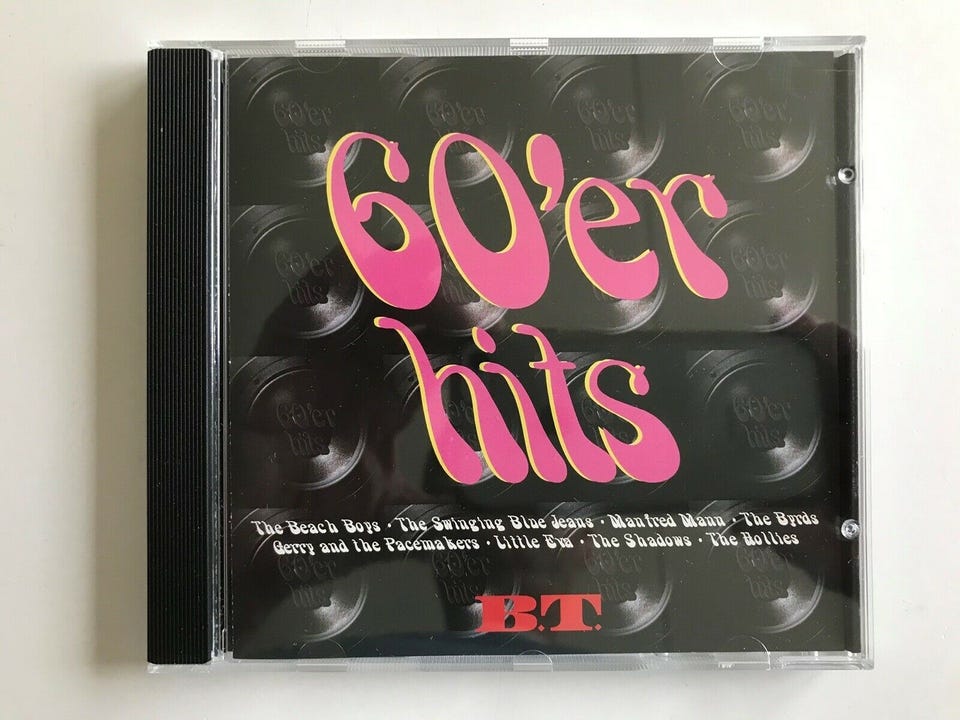 60'er
hits
The Beach Boys · The Swinging Blue Jeans · Manfred Mann · The Byrds
Gerry and the Pacemakers · Little Eva · The Shadows · The Hollies
B.T.